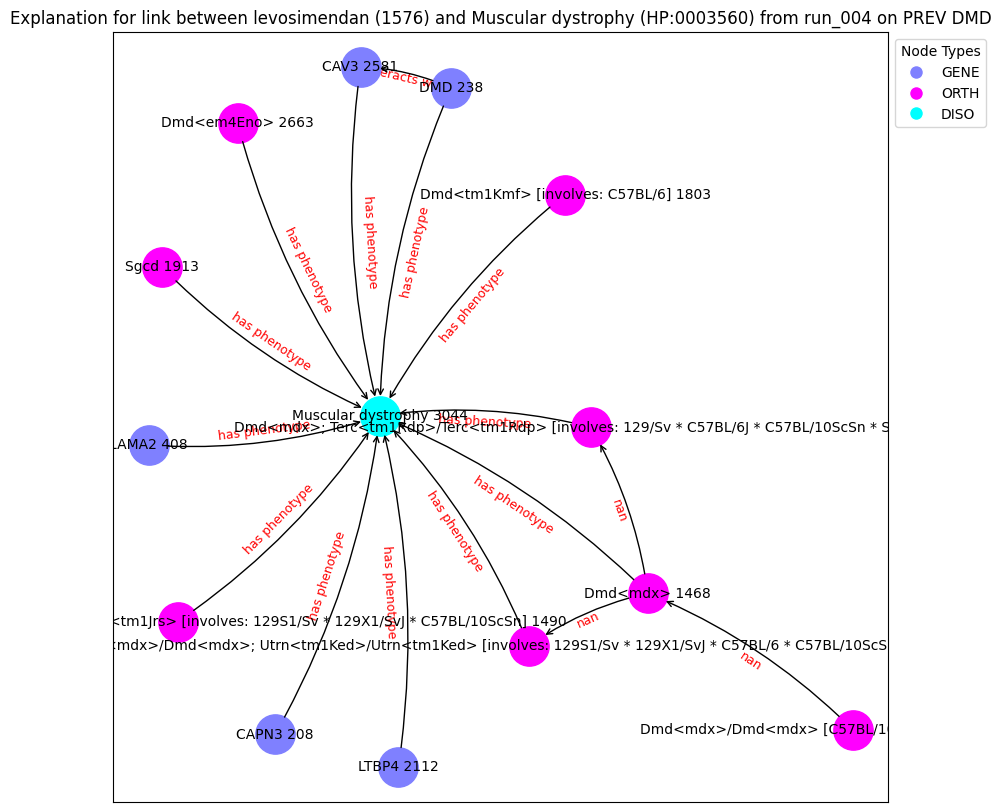 Explanation for link between levosimendan (1576) and Muscular dystrophy (HP:0003560) from run_004 on PREV DMD
Node Types
GENE
ORTH
DISO
CAV3 2581
DMD 238
Dmd<em4Eno> 2663
Dmd<tm1Kmf> [involves: C57BL/6] 1803
has phenotype
has phenotype
has phenotype
Sgcd 1913
has phenotype
has phenotype
Muscular dystrophy 3044
has phenotype
Dmd<mdx>; Terc<tm1Rdp>/Terc<tm1Rdp> [involves: 129/Sv * C57BL/6J * C57BL/10ScSn * S
LAMA2 408
has phenotype
has phenotype
has phenotype
has phenotype
nan
has phenotype
has phenotype
Dmd<mdx> 1468
nan
<tm1Jrs> [involves: 129S1/Sv * 129X1/SvJ * C57BL/10ScSn] 1490
<mdx>/Dmd<mdx>; Utrn<tm1Ked>/Utrn<tm1Ked> [involves: 129S1/Sv * 129X1/SvJ * C57BL/6 * C57BL/10ScS
nan
Dmd<mdx>/Dmd<mdx> [C57BL/10
CAPN3 208
LTBP4 2112